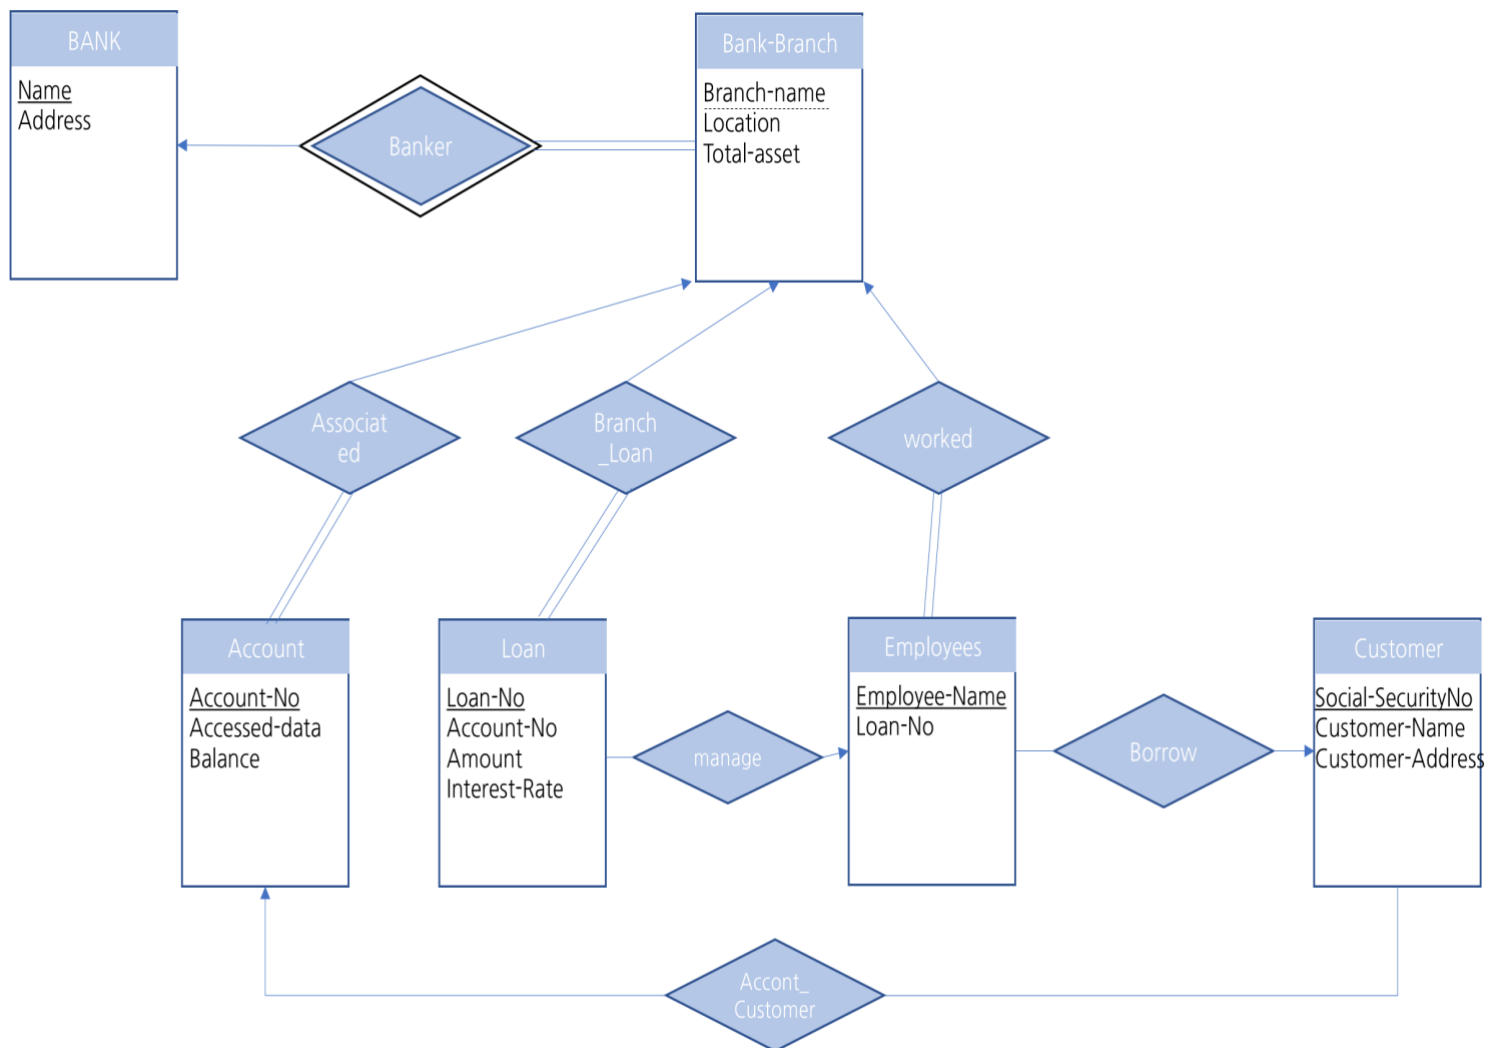 BANK
Name
Address
Banker
Bank-Branch
Branch-name
Location
Total-asset
Associat
ed
Branch
_Loan
worked
Account
Account-No
Accessed-data
Balance
Loan
Loan-No
Account-No
Amount
Interest-Rate
manage
Employees
Employee-Name
Loan-No
Borrow
Customer
Social-SecurityNo
Customer-Name
Customer-Address
Accont_
Customer